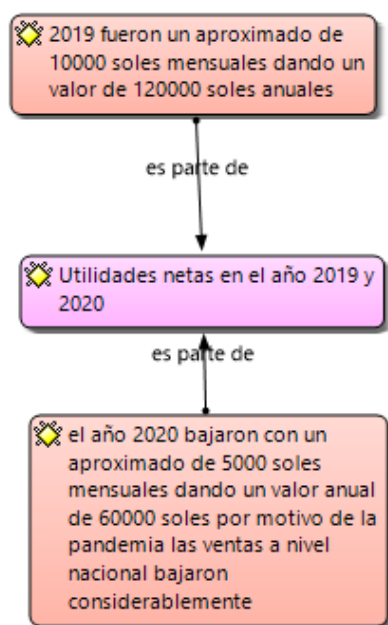 2019 fueron un aproximado de
10000 soles mensuales dando un
valor de 120000 soles anuales
es parte de
Utilidades netas en el año 2019 y
2020
es parte de
el año 2020 bajaron con un
aproximado de 5000 soles
mensuales dando un valor anual
de 60000 soles por motivo de la
pandemia las ventas a nivel
nacional bajaron
considerablemente